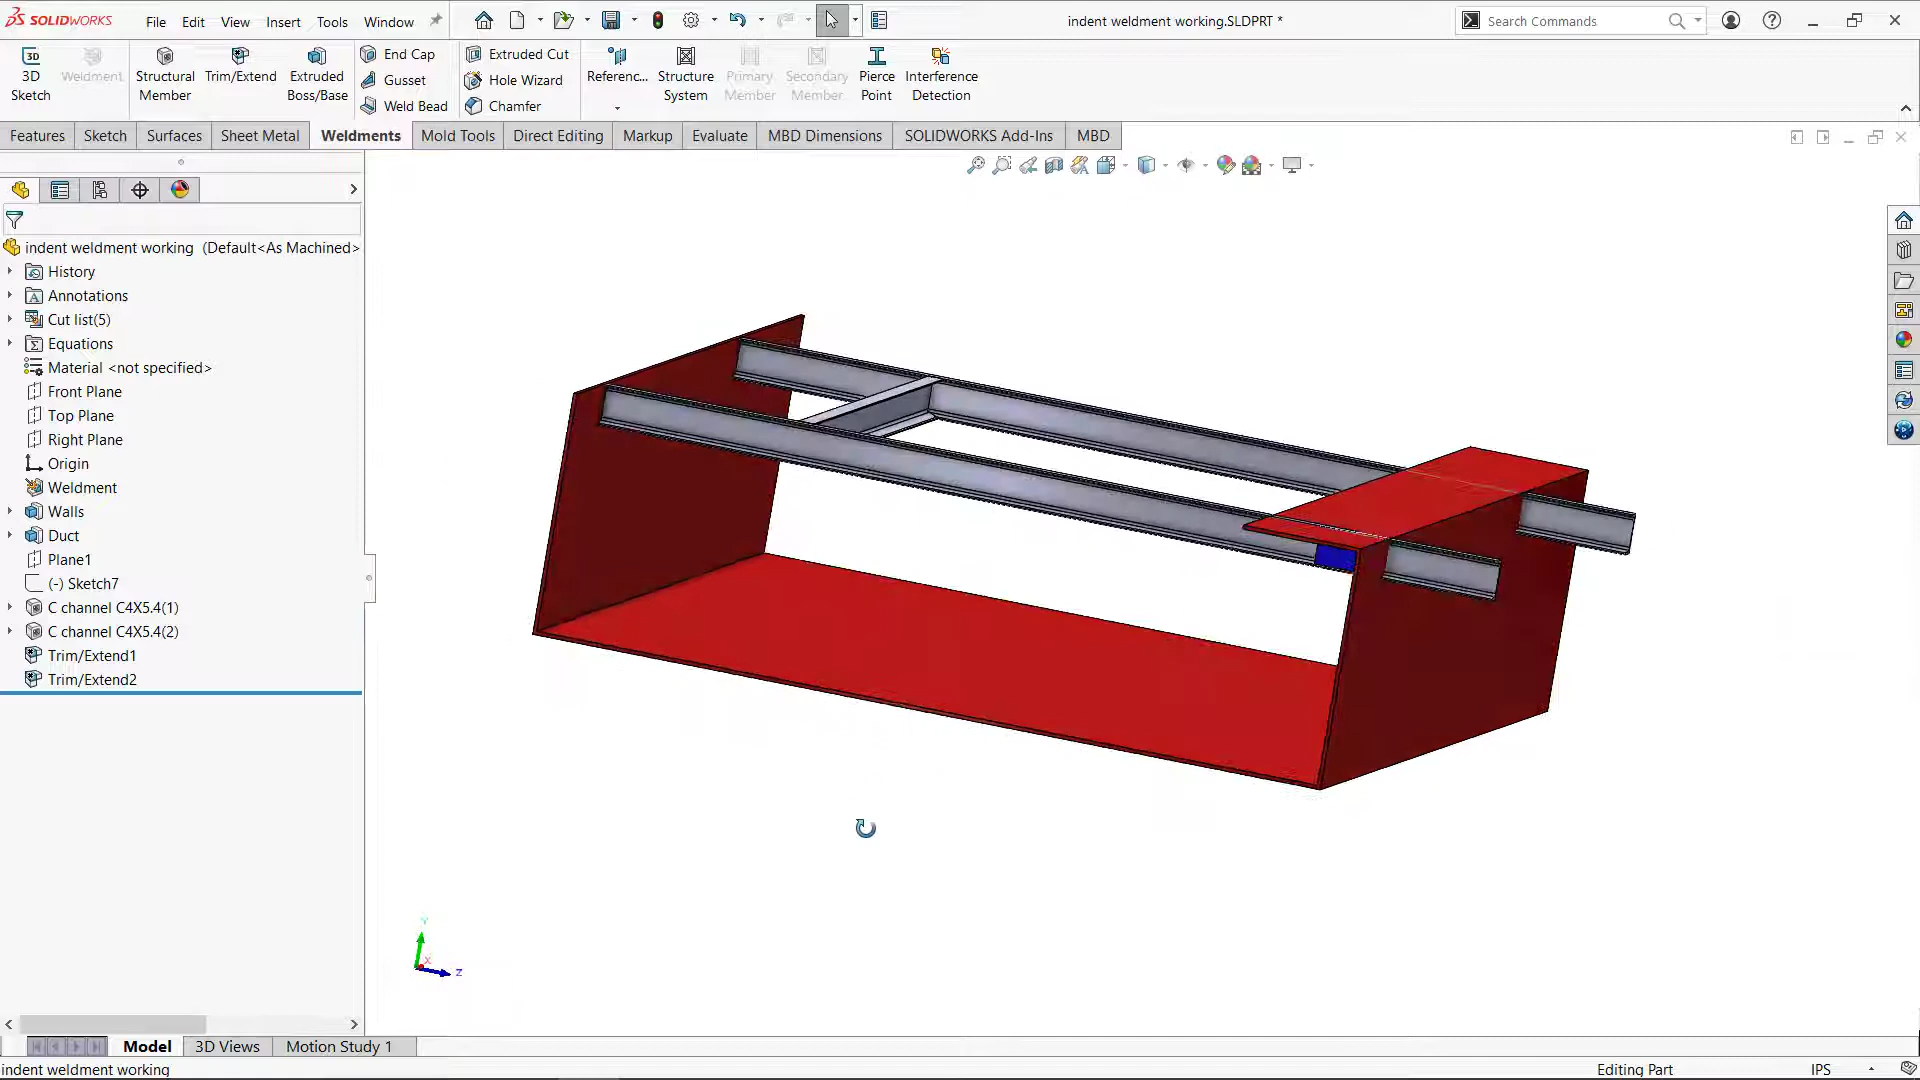 SOLIDWORKS
File Edit View Insert Tools Window
indent weldment working.SLDPRT *
Search Commands
3D
Sketch
Weldment
Structural
Member
Trim/Extend
Extruded
Boss/Base
End Cap
Gusset
Weld Bead
Extruded Cut
Hole Wizard
Chamfer
Referenc...
Structure
System
Primary
Member
Secondary
Member
Pierce
Point
Interference
Detection
Features Sketch Surfaces Sheet Metal Weldments Mold Tools Direct Editing Markup Evaluate MBD Dimensions SOLIDWORKS Add-Ins MBD
indent weldment working (Default<As Machined>
History
Annotations
Cut list(5)
Equations
Material <not specified>
Front Plane
Top Plane
Right Plane
Origin
Weldment
Walls
Duct
Plane1
(-) Sketch7
C channel C4X5.4(1)
C channel C4X5.4(2)
Trim/Extend1
Trim/Extend2
Y
X
Z
Model 3D Views Motion Study 1
indent weldment working
Editing Part
IPS